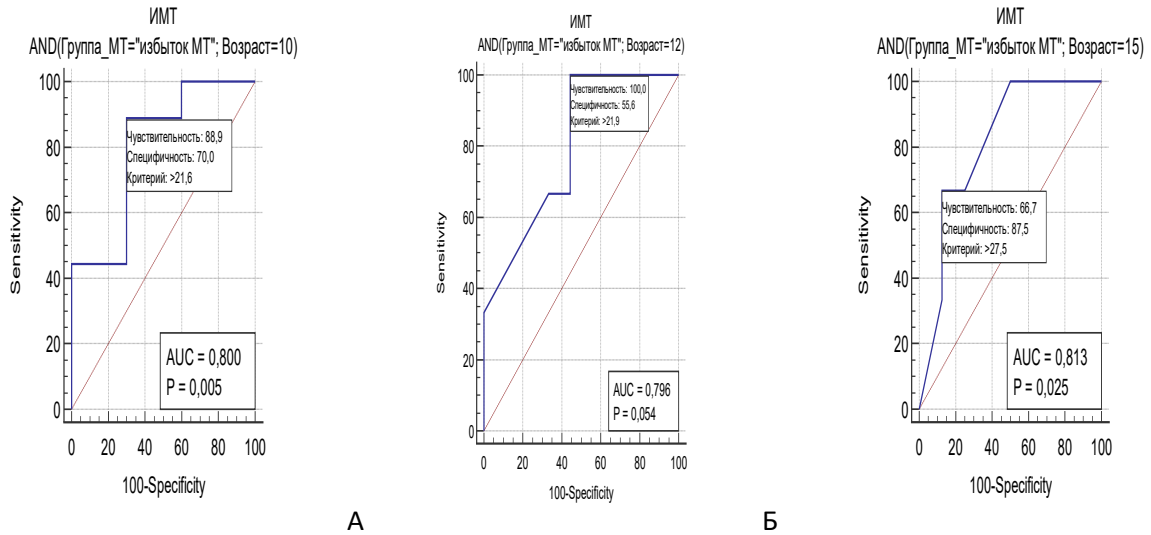 ИМТ
AND(Группа_МТ="избыток МТ"; Возраст=10)
100
80
60
40
20
0
Sensitivity
Чувствительность: 88,9
Специфичность: 70,0
Критерий: >21,6
AUC = 0,800
P = 0,005
0 20 40 60 80 100
100-Specificity
ИМТ
AND(Группа_МТ="избыток МТ"; Возраст=12)
100
80
60
40
20
0
Sensitivity
Чувствительность: 100,0
Специфичность: 55,6
Критерий: >21,9
AUC = 0,796
P = 0,054
0 20 40 60 80 100
100-Specificity
ИМТ
AND(Группа_МТ="избыток МТ"; Возраст=15)
100
80
60
40
20
0
Sensitivity
Чувствительность: 66,7
Специфичность: 87,5
Критерий: >27,5
AUC = 0,813
P = 0,025
0 20 40 60 80 100
100-Specificity
А
Б